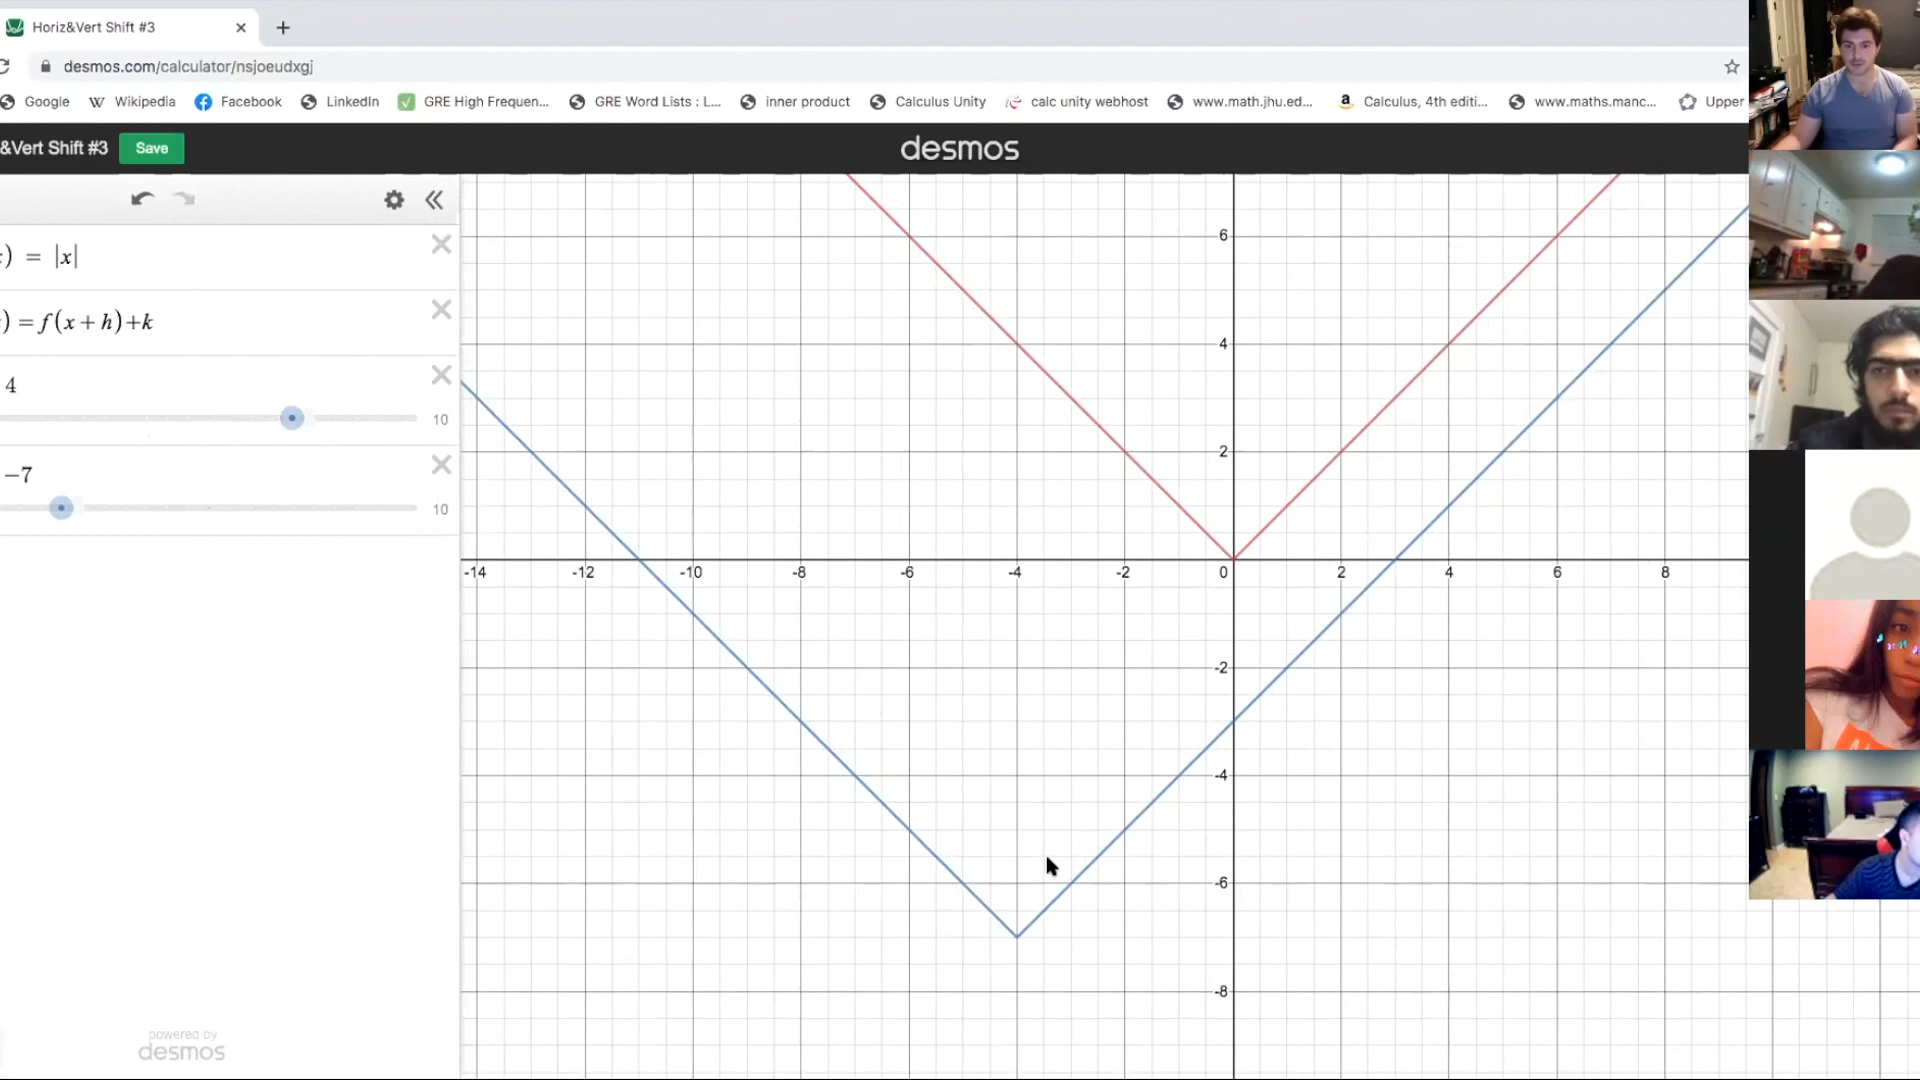 Horiz&Vert Shift #3
desmos.com/calculator/nsjoeudxgj
Google W Wikipedia Facebook LinkedIn GRE High Frequen... GRE Word Lists : L... inner product Calculus Unity calc unity webhost www.math.jhu.ed... a Calculus, 4th editi... www.maths.manc... Upper
&Vert Shift #3 Save desmos
) = |x|
) = f(x + h)+k
4
10
−7
10
6
4
2
-14 -12 -10 -8 -6 -4 -2 0 2 4 6 8
-2
-4
-6
-8
powered by
desmos